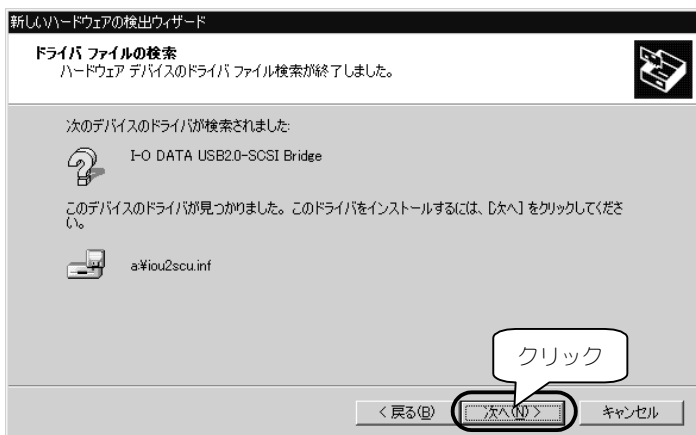 新しいハードウェアの検出ウィザード
ドライバ ファイルの検索
ハードウェア デバイスのドライバ ファイル検索が終了しました。
次のデバイスのドライバが検索されました:
I-O DATA USB2.0-SCSI Bridge
このデバイスのドライバが見つかりました。このドライバをインストールするには、[次へ] をクリックしてくださ
い。
a:¥iou2scu.inf
クリック
< 戻る(B) 次へ(N) > キャンセル